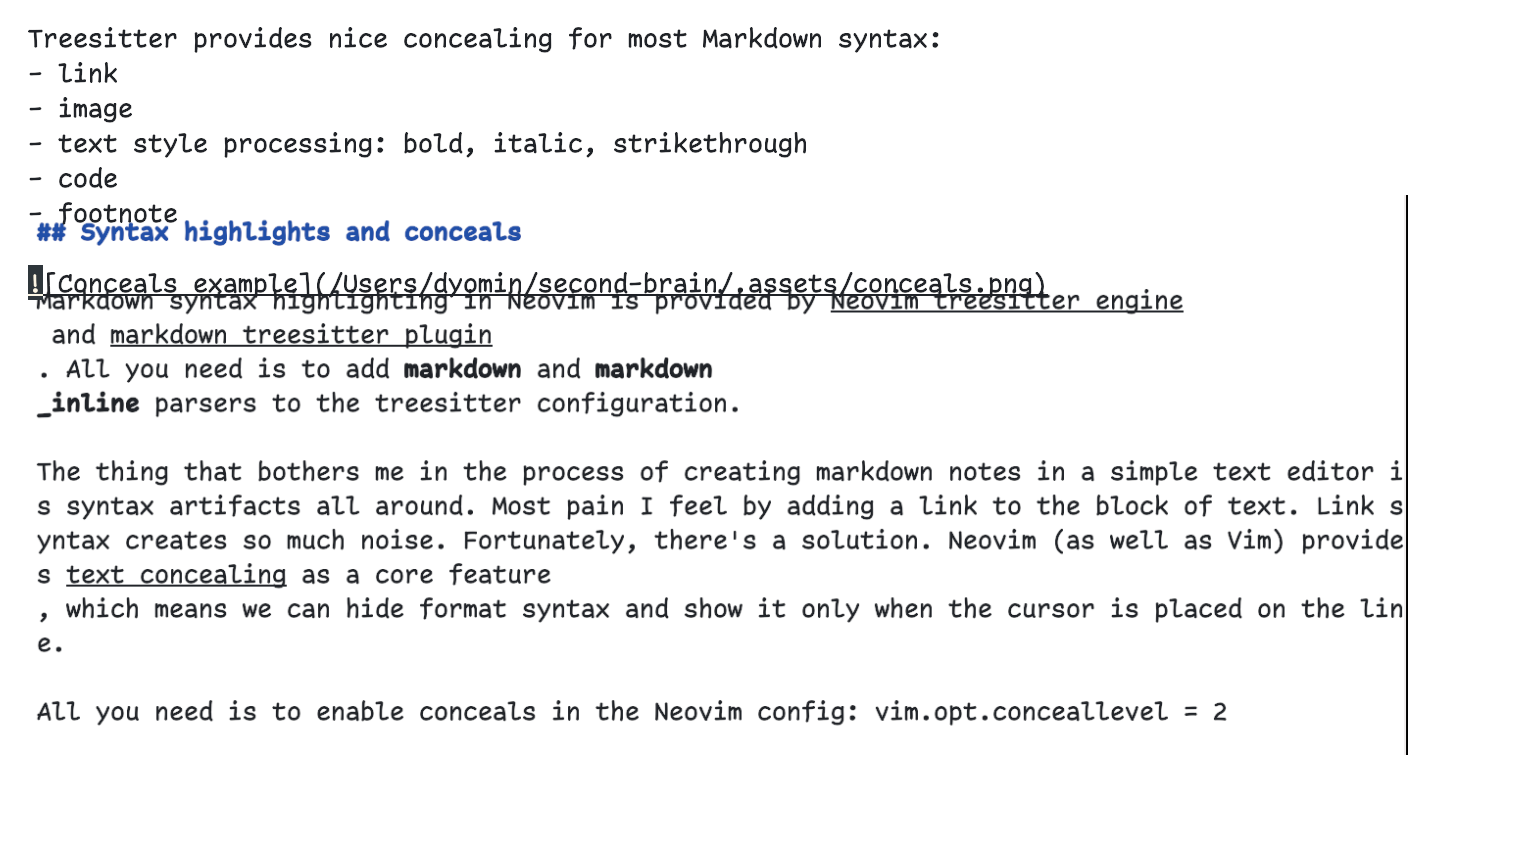 Treesitter provides nice concealing for most Markdown syntax:
- link
- image
- text style processing: bold, italic, strikethrough
- code
- footnote
## Syntax highlights and conceals
![Conceals example](/Users/dyomin/second-brain/.assets/conceals.png)
Markdown syntax highlighting in Neovim is provided by Neovim treesitter engine
and markdown treesitter plugin
. All you need is to add markdown and markdown
_inline parsers to the treesitter configuration.
The thing that bothers me in the process of creating markdown notes in a simple text editor i
s syntax artifacts all around. Most pain I feel by adding a link to the block of text. Link s
yntax creates so much noise. Fortunately, there's a solution. Neovim (as well as Vim) provide
s text concealing as a core feature
, which means we can hide format syntax and show it only when the cursor is placed on the lin
e.
All you need is to enable conceals in the Neovim config: vim.opt.conceallevel = 2